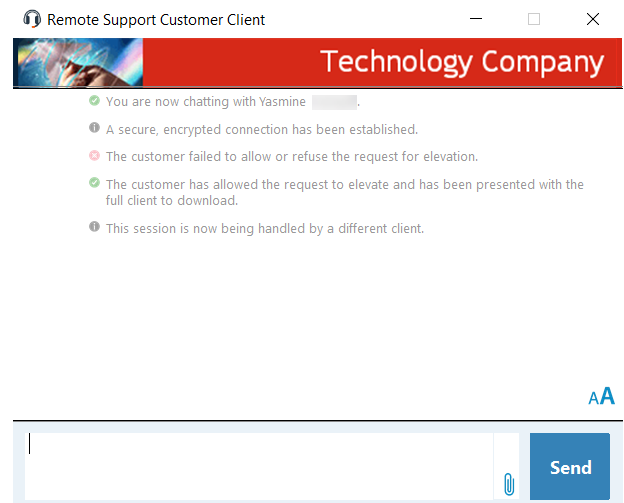 Remote Support Customer Client
Technology Company
You are now chatting with Yasmine .
A secure, encrypted connection has been established.
The customer failed to allow or refuse the request for elevation.
The customer has allowed the request to elevate and has been presented with the
full client to download.
This session is now being handled by a different client.
AA
Send